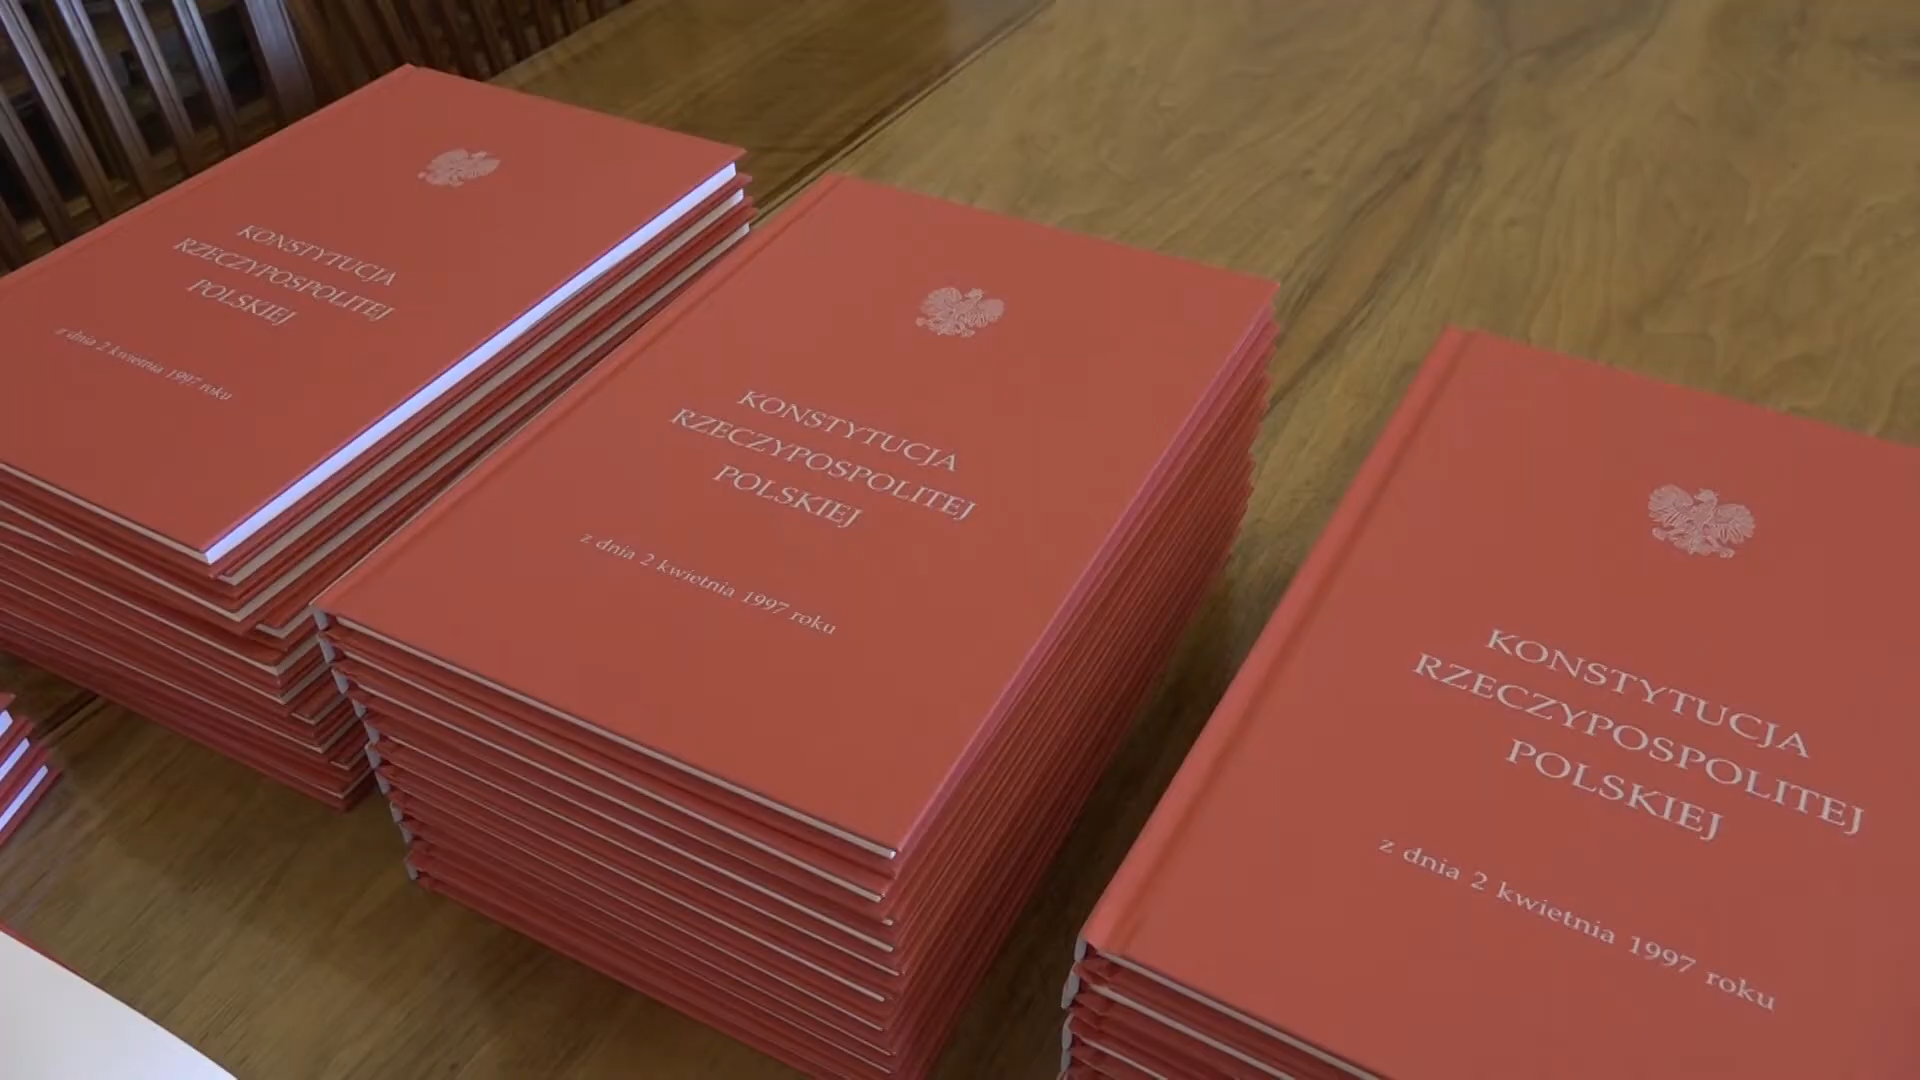 KONSTYTUCJA
RZECZYPOSPOLITEJ
POLSKIEJ
z dnia 2 kwietnia 1997 roku
KONSTYTUCJA
RZECZYPOSPOLITEJ
POLSKIEJ
z dnia 2 kwietnia 1997 roku
KONSTYTUCJA
RZECZYPOSPOLITEJ
POLSKIEJ
z dnia 2 kwietnia 1997 roku